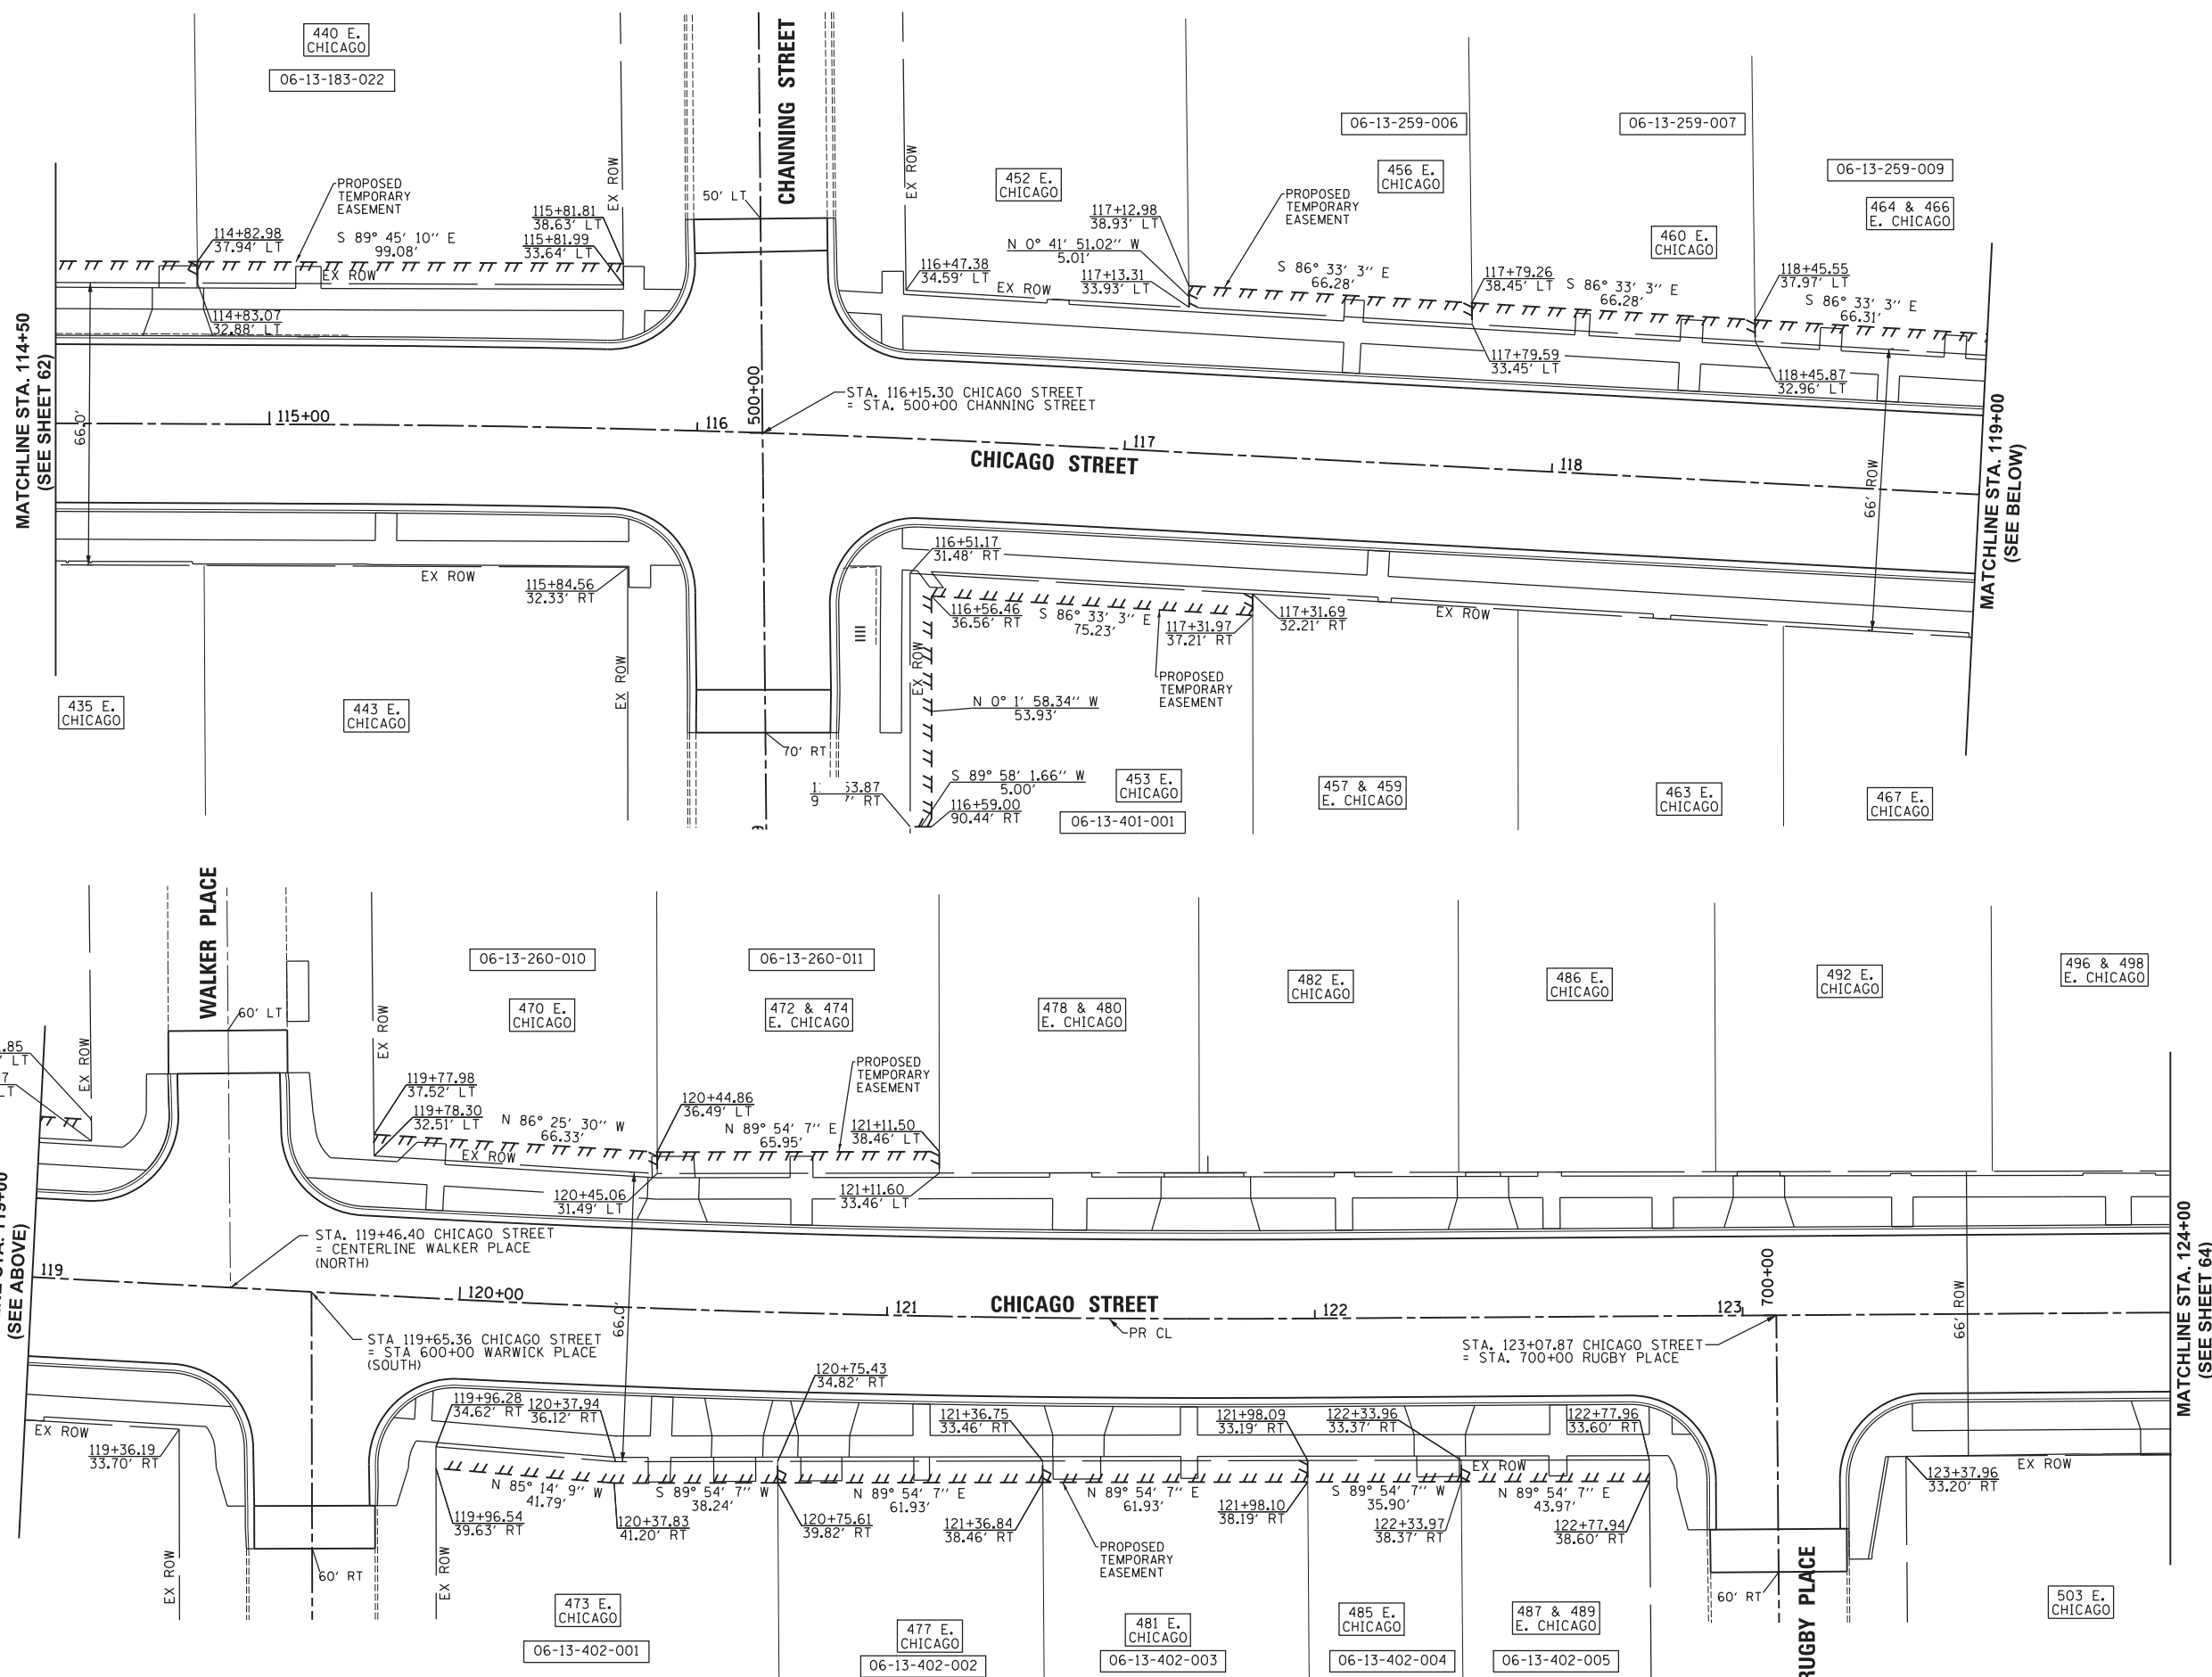 440 E.
CHICAGO
06-13-183-022
CHANNING STREET
EX ROW
EX ROW
50' LT
PROPOSED
TEMPORARY
EASEMENT
114+82.98
37.94' LT
S 89° 45' 10'' E
99.08'
115+81.81
38.63' LT
115+81.99
33.64' LT
EX ROW
114+83.07
32.88' LT
452 E.
CHICAGO
06-13-259-006
456 E.
CHICAGO
06-13-259-007
460 E.
CHICAGO
06-13-259-009
464 & 466
E. CHICAGO
116+47.38
34.59' LT
EX ROW
117+12.98
38.93' LT
N 0° 41' 51.02'' W
5.01'
117+13.31
33.93' LT
PROPOSED
TEMPORARY
EASEMENT
S 86° 33' 3'' E
66.28'
117+79.26
38.45' LT
S 86° 33' 3'' E
66.28'
118+45.55
37.97' LT
S 86° 33' 3'' E
66.31'
117+79.59
33.45' LT
118+45.87
32.96' LT
MATCHLINE STA. 114+50
(SEE SHEET 62)
66.0'
115+00
116
500+00
STA. 116+15.30 CHICAGO STREET
= STA. 500+00 CHANNING STREET
117
CHICAGO STREET
118
66' ROW
MATCHLINE STA. 119+00
(SEE BELOW)
EX ROW
115+84.56
32.33' RT
EX ROW
116+51.17
31.48' RT
116+56.46
36.56' RT
S 86° 33' 3'' E
75.23'
117+31.97
37.21' RT
117+31.69
32.21' RT
EX ROW
EX ROW
PROPOSED
TEMPORARY
EASEMENT
N 0° 1' 58.34'' W
53.93'
70' RT
S 89° 58' 1.66'' W
5.00'
116+59.00
90.44' RT
53.87
RT
435 E.
CHICAGO
443 E.
CHICAGO
453 E.
CHICAGO
06-13-401-001
457 & 459
E. CHICAGO
463 E.
CHICAGO
467 E.
CHICAGO
WALKER PLACE
60' LT
EX ROW
EX ROW
.85
LT
7
LT
06-13-260-010
470 E.
CHICAGO
06-13-260-011
472 & 474
E. CHICAGO
478 & 480
E. CHICAGO
482 E.
CHICAGO
486 E.
CHICAGO
492 E.
CHICAGO
496 & 498
E. CHICAGO
119+77.98
37.52' LT
119+78.30
32.51' LT
N 86° 25' 30'' W
66.33'
EX ROW
120+44.86
36.49' LT
N 89° 54' 7'' E
65.95'
PROPOSED
TEMPORARY
EASEMENT
121+11.50
38.46' LT
120+45.06
31.49' LT
121+11.60
33.46' LT
119+00
(SEE ABOVE)
119
STA. 119+46.40 CHICAGO STREET
= CENTERLINE WALKER PLACE
(NORTH)
120+00
66.0'
121
CHICAGO STREET
PR CL
122
123
700+00
66' ROW
MATCHLINE STA. 124+00
(SEE SHEET 64)
STA 119+65.36 CHICAGO STREET
= STA 600+00 WARWICK PLACE
(SOUTH)
STA. 123+07.87 CHICAGO STREET
= STA. 700+00 RUGBY PLACE
EX ROW
119+36.19
33.70' RT
119+96.28
34.62' RT
120+37.94
36.12' RT
120+75.43
34.82' RT
121+36.75
33.46' RT
121+98.09
33.19' RT
122+33.96
33.37' RT
122+77.96
33.60' RT
EX ROW
N 85° 14' 9'' W
41.79'
S 89° 54' 7'' W
38.24'
N 89° 54' 7'' E
61.93'
N 89° 54' 7'' E
61.93'
S 89° 54' 7'' W
35.90'
N 89° 54' 7'' E
43.97'
119+96.54
39.63' RT
120+37.83
41.20' RT
120+75.61
39.82' RT
121+36.84
38.46' RT
121+98.10
38.19' RT
122+33.97
38.37' RT
122+77.94
38.60' RT
123+37.96
33.20' RT
EX ROW
PROPOSED
TEMPORARY
EASEMENT
EX ROW
60' RT
EX ROW
60' RT
RUGBY PLACE
473 E.
CHICAGO
06-13-402-001
477 E.
CHICAGO
06-13-402-002
481 E.
CHICAGO
06-13-402-003
485 E.
CHICAGO
06-13-402-004
487 & 489
E. CHICAGO
06-13-402-005
503 E.
CHICAGO